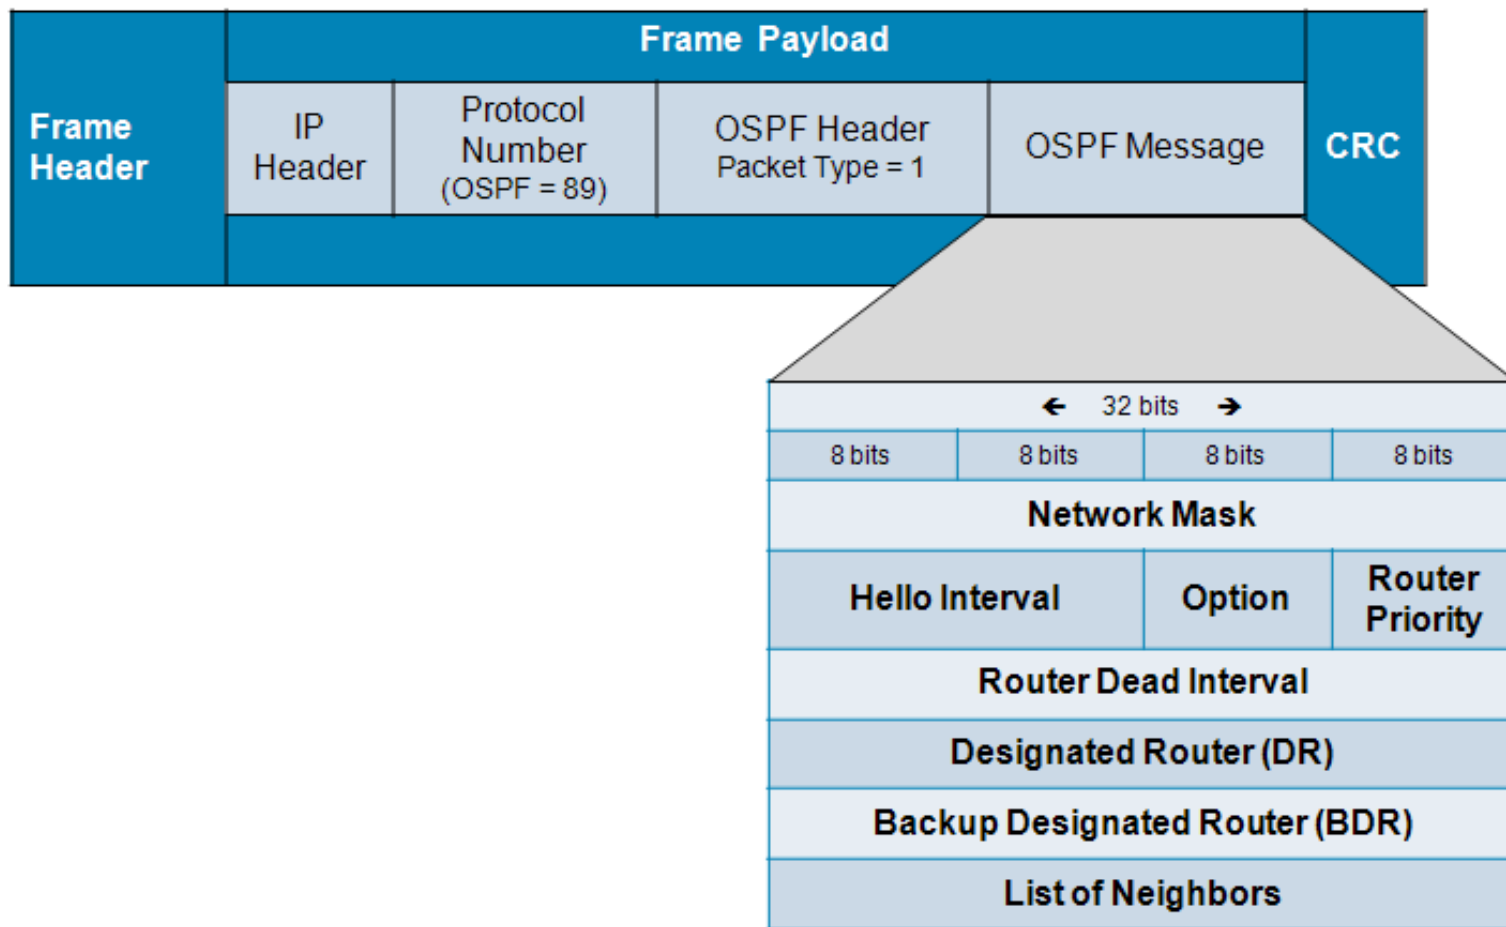 Frame Payload
Frame
Header
IP
Header
Protocol
Number
(OSPF = 89)
OSPF Header
Packet Type = 1
OSPF Message
CRC
← 32 bits →
8 bits 8 bits 8 bits 8 bits
Network Mask
Hello Interval
Option
Router
Priority
Router Dead Interval
Designated Router (DR)
Backup Designated Router (BDR)
List of Neighbors